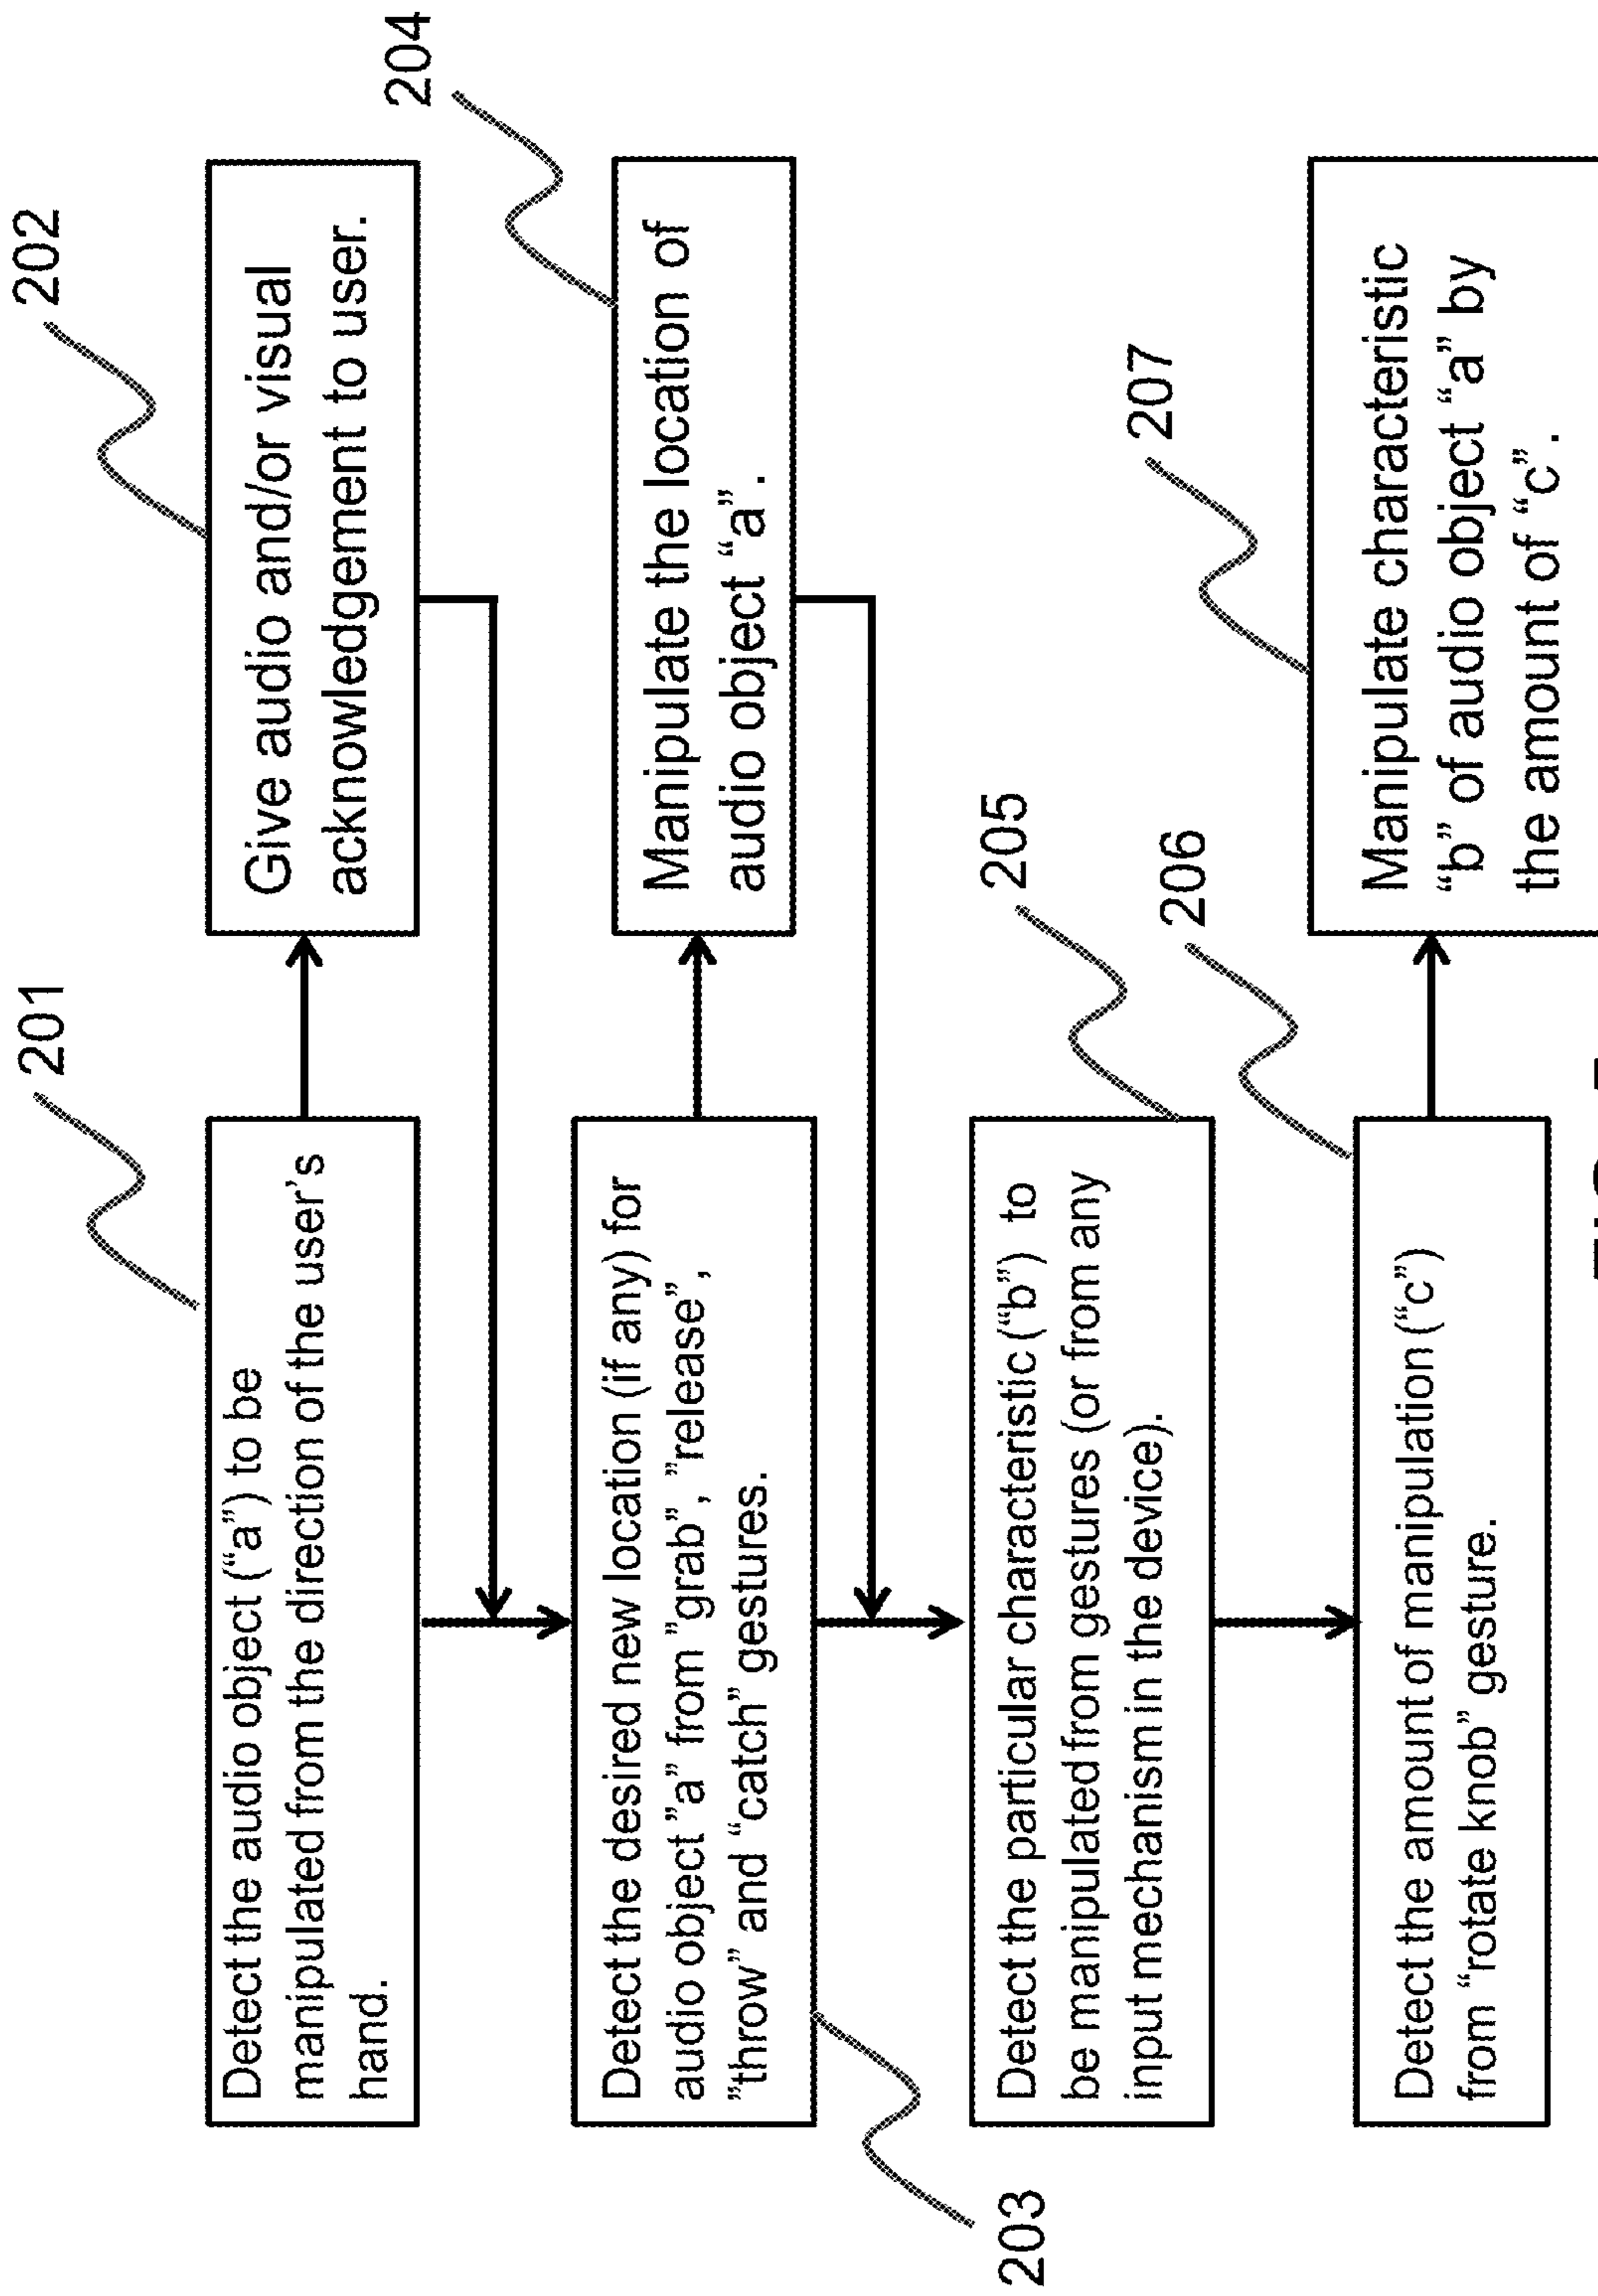 201
202
Detect the audio object (“a”) to be
manipulated from the direction of the user’s
hand.
Give audio and/or visual
acknowledgement to user.
204
203
Detect the desired new location (if any) for
audio object ”a” from ”grab”, ”release”,
”throw” and “catch” gestures.
Manipulate the location of
audio object “a”.
205
Detect the particular characteristic (“b”) to
be manipulated from gestures (or from any
input mechanism in the device).
206
Detect the amount of manipulation (“c”)
from “rotate knob” gesture.
207
Manipulate characteristic
“b” of audio object “a” by
the amount of “c”.